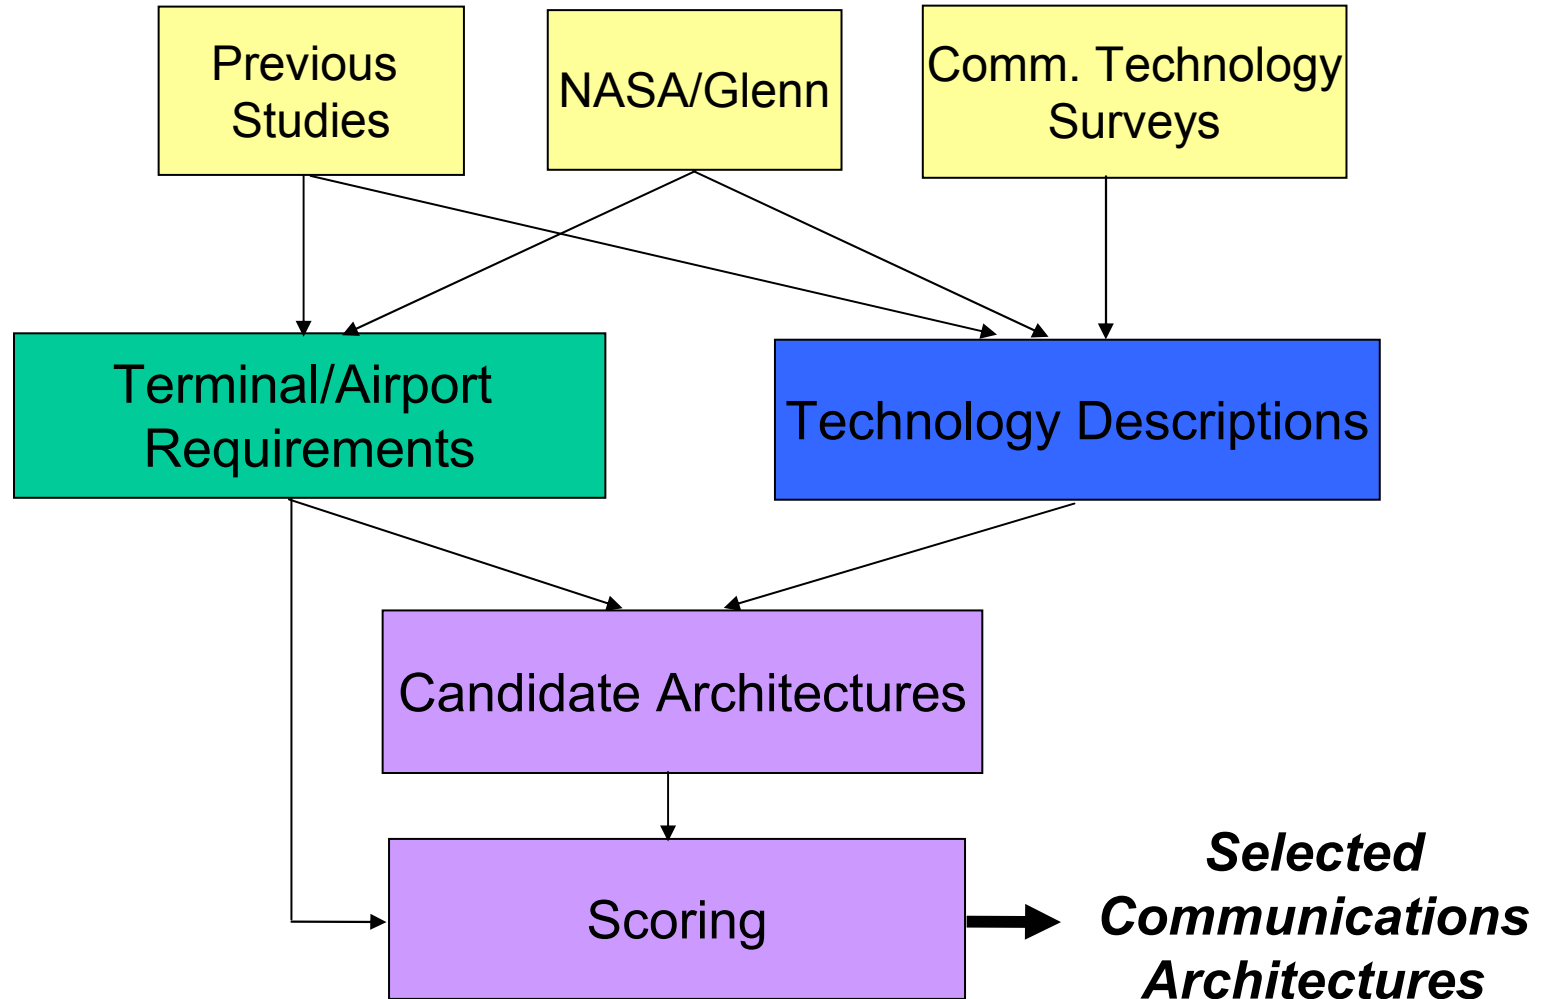 Previous
Studies
NASA/Glenn
Comm. Technology
Surveys
Terminal/Airport
Requirements
Technology Descriptions
Candidate Architectures
Scoring
Selected
Communications
Architectures